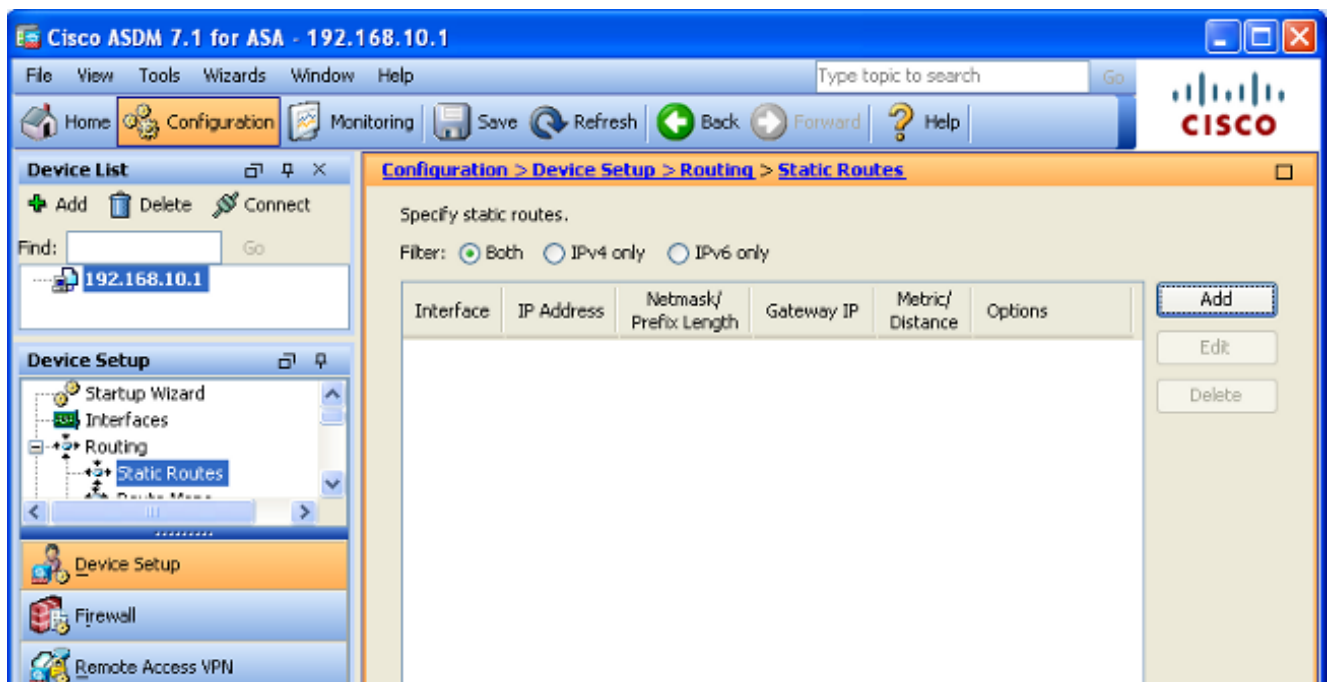 Cisco ASDM 7.1 for ASA - 192.168.10.1
File View Tools Wizards Window Help
Type topic to search Go
Home Configuration Monitoring Save Refresh Back Forward Help
CISCO
Device List
Add Delete Connect
Find: Go
192.168.10.1
Device Setup
Startup Wizard
Interfaces
Routing
Static Routes
Device Setup
Firewall
Remote Access VPN
Configuration > Device Setup > Routing > Static Routes
Specify static routes.
Filter: Both IPv4 only IPv6 only
Interface IP Address Netmask/ Prefix Length Gateway IP Metric/ Distance Options
Add
Edit
Delete